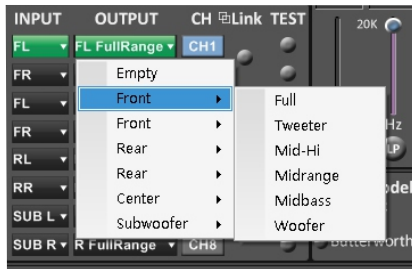 INPUT OUTPUT CH Link TEST
20K
FL FL FullRange CH1
FR Empty
FL Front Full
FR Front Tweeter Hz
RL Rear Mid-Hi LP
RR Rear Midrange
Center Midbass
SUB L Subwoofer Woofer
SUB R R FullRange CH8